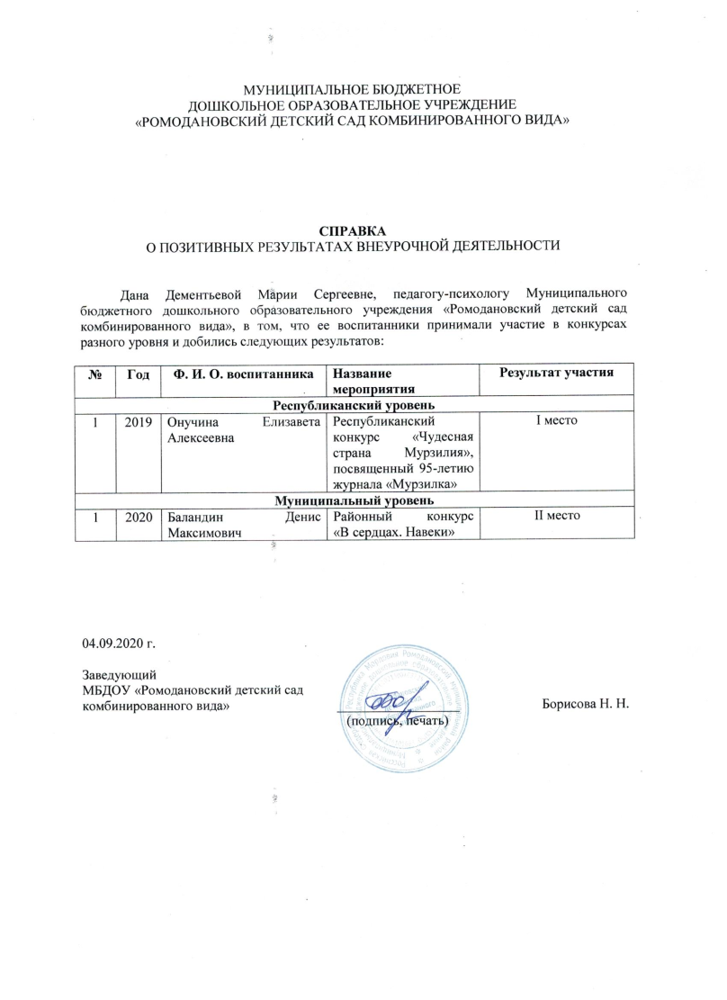 МУНИЦИПАЛЬНОЕ БЮДЖЕТНОЕ
ДОШКОЛЬНОЕ ОБРАЗОВАТЕЛЬНОЕ УЧРЕЖДЕНИЕ
«РОМОДАНОВСКИЙ ДЕТСКИЙ САД КОМБИНИРОВАННОГО ВИДА»
СПРАВКА
О ПОЗИТИВНЫХ РЕЗУЛЬТАТАХ ВНЕУРОЧНОЙ ДЕЯТЕЛЬНОСТИ
Дана Дементьевой Марии Сергеевне, педагогу-психологу Муниципального
бюджетного дошкольного образовательного учреждения «Ромодановский детский сад
комбинированного вида», в том, что ее воспитанники принимали участие в конкурсах
разного уровня и добились следующих результатов:
№ Год Ф. И. О. воспитанника Название мероприятия Результат участия
Республиканский уровень
1 2019 Онучина Елизавета Алексеевна Республиканский конкурс «Чудесная страна Мурзилия», посвященный 95-летию журнала «Мурзилка» I место
Муниципальный уровень
1 2020 Баландин Денис Максимович Районный конкурс «В сердцах. Навеки» II место
04.09.2020 г.
Заведующий
МБДОУ «Ромодановский детский сад
комбинированного вида» Борисова Н. Н.
(подпись, печать)